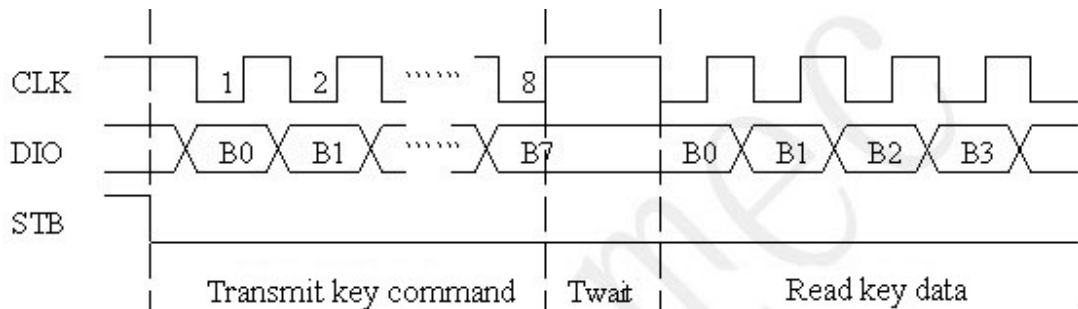 CLK 1 2 ...... 8
DIO B0 B1 ...... B7 B0 B1 B2 B3
STB
Transmit key command Twait Read key data
mec